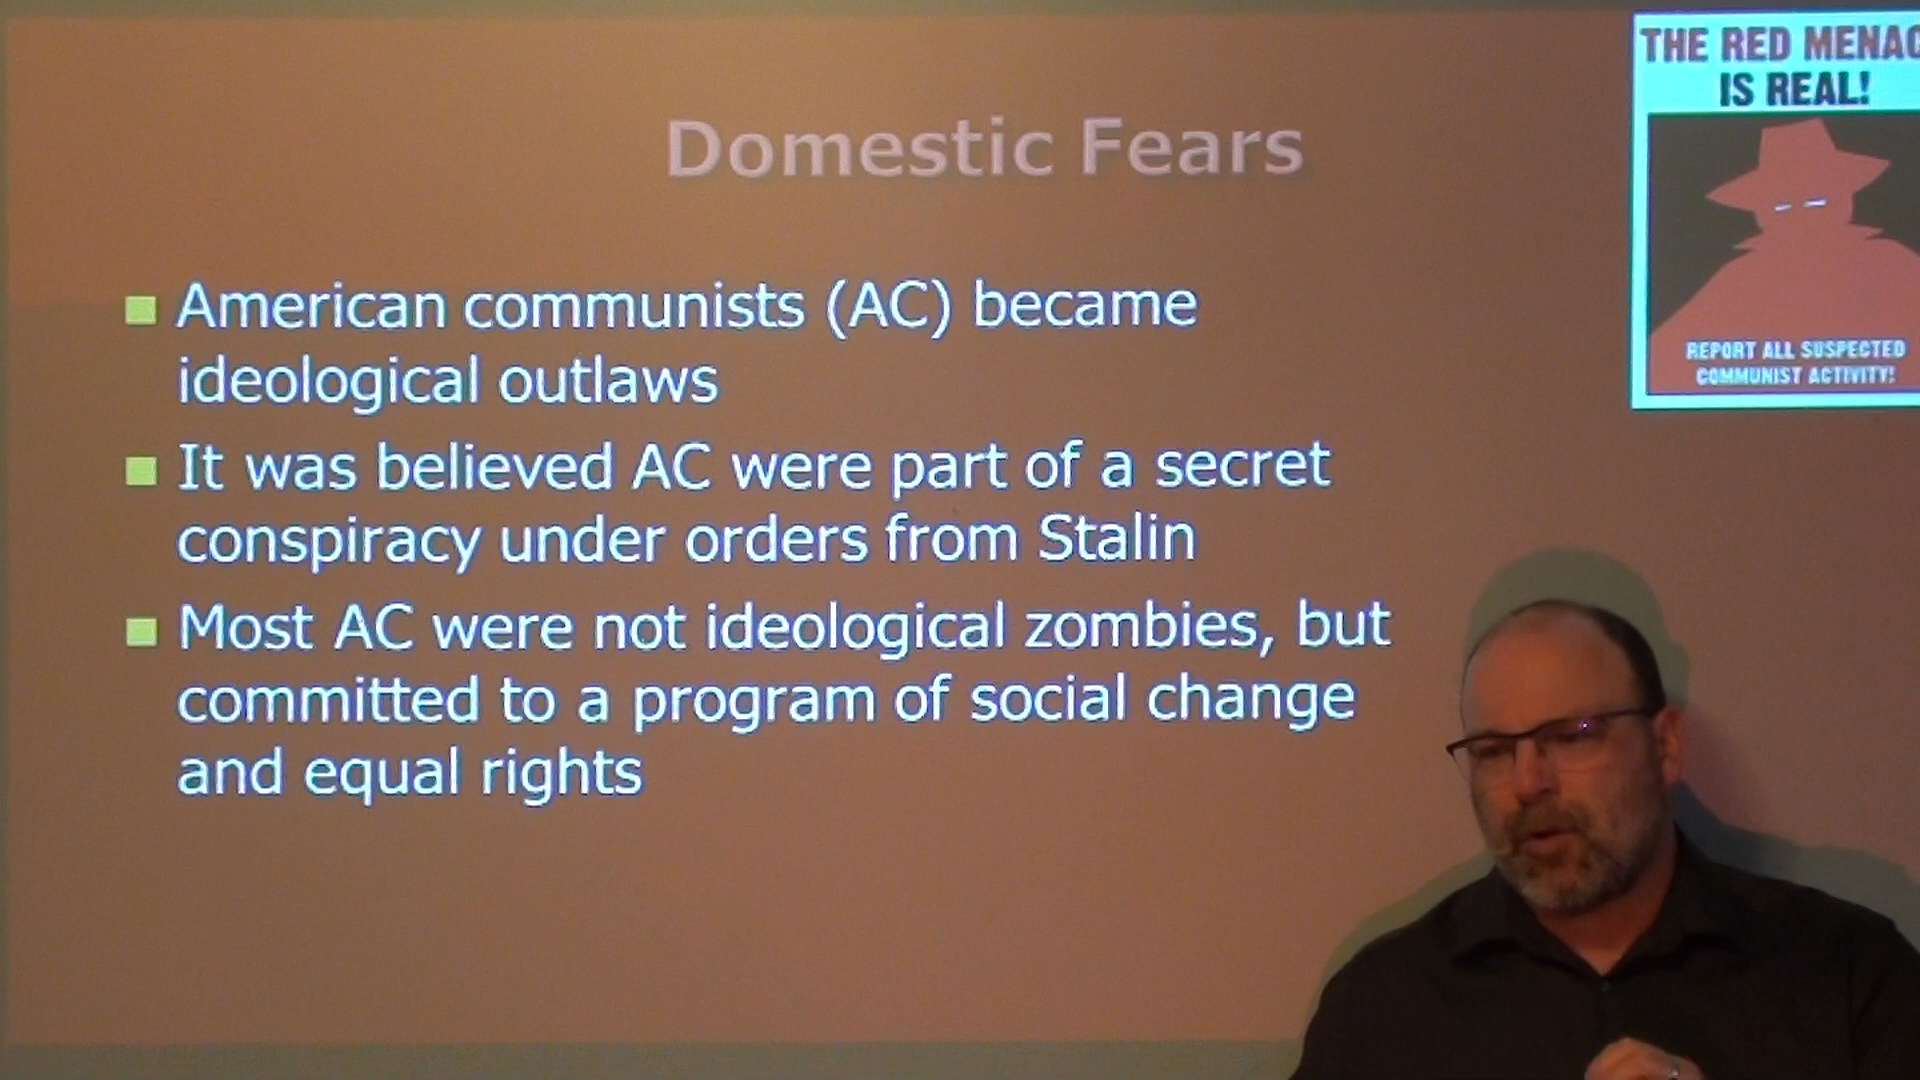 THE RED MENAC
IS REAL!
REPORT ALL SUSPECTED
COMMUNIST ACTIVITY!
Domestic Fears
American communists (AC) became
ideological outlaws
It was believed AC were part of a secret
conspiracy under orders from Stalin
Most AC were not ideological zombies, but
committed to a program of social change
and equal rights